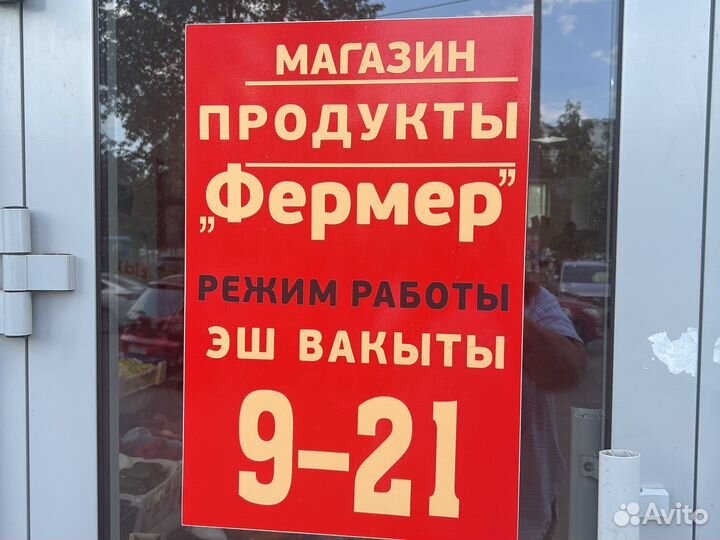 МАГАЗИН
ПРОДУКТЫ
„Фермер”
РЕЖИМ РАБОТЫ
ЭШ ВАКЫТЫ
9-21
Avito